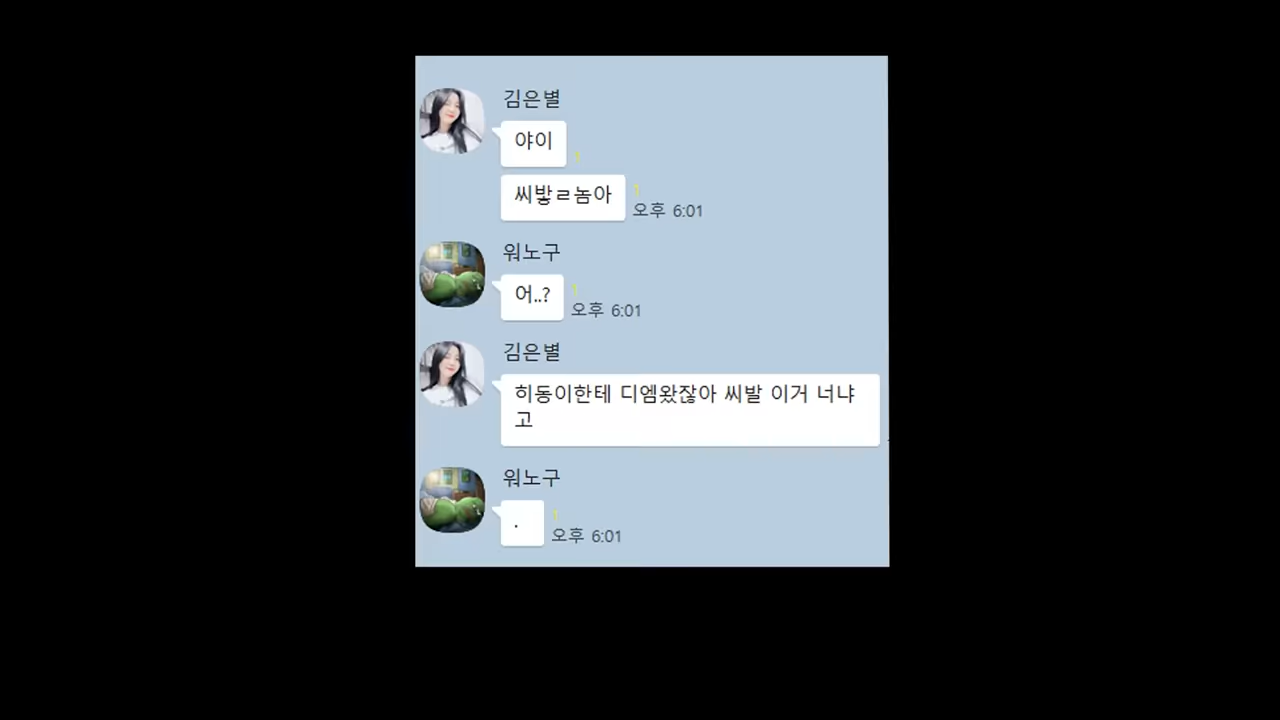 김은별
야이
1
씨밯ㄹ놈아
1
오후 6:01
워노구
어..?
1
오후 6:01
김은별
히동이한테 디엠왔잖아 씨발 이거 너냐
고
워노구
.
1
오후 6:01